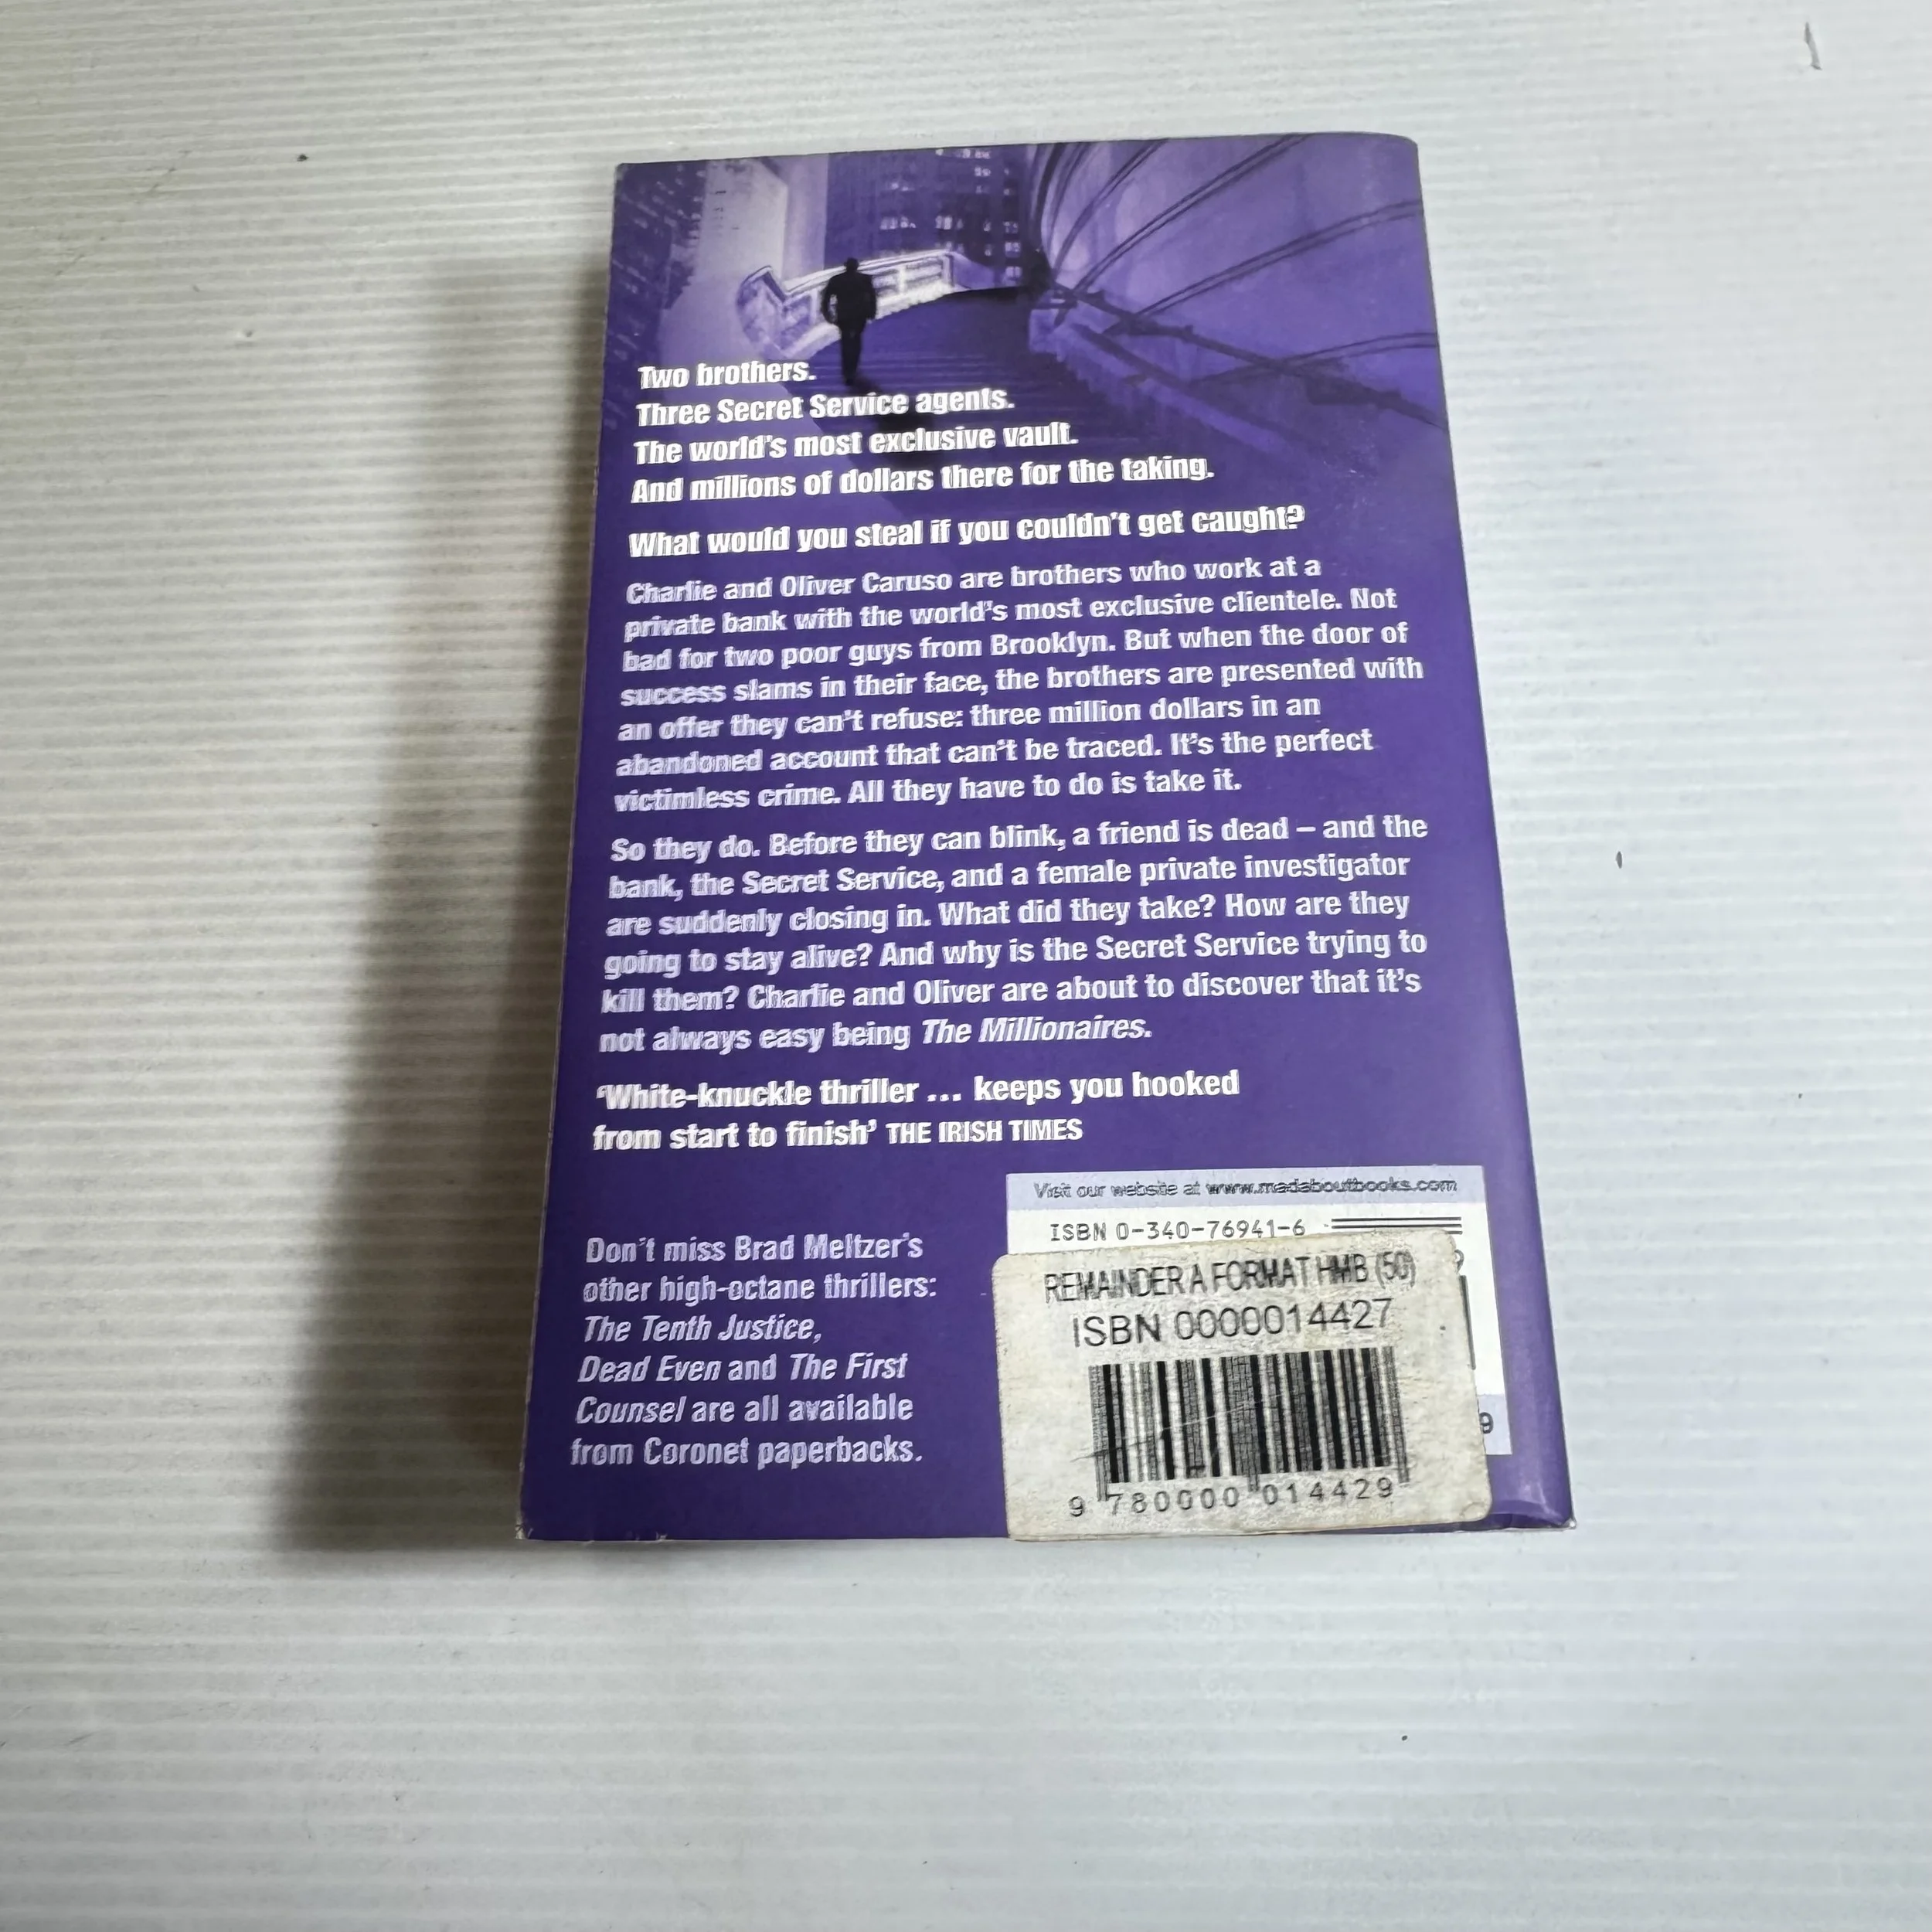 Two brothers.
Three Secret Service agents.
The world's most exclusive vault.
And millions of dollars there for the taking.
What would you steal if you couldn't get caught?
Charlie and Oliver Caruso are brothers who work at a
private bank with the world's most exclusive clientele. Not
bad for two poor guys from Brooklyn. But when the door of
success slams in their face, the brothers are presented with
an offer they can't refuse: three million dollars in an
abandoned account that can't be traced. It's the perfect
victimless crime. All they have to do is take it.
So they do. Before they can blink, a friend is dead – and the
bank, the Secret Service, and a female private investigator
are suddenly closing in. What did they take? How are they
going to stay alive? And why is the Secret Service trying to
kill them? Charlie and Oliver are about to discover that it's
not always easy being The Millionaires.
‘White-knuckle thriller ... keeps you hooked
from start to finish’ THE IRISH TIMES
Don't miss Brad Meltzer's
other high-octane thrillers:
The Tenth Justice,
Dead Even and The First
Counsel are all available
from Coronet paperbacks.
Visit our website at www.madaboutbooks.com
ISBN 0-340-76941-6
REMAINDER A FORMAT HMB (50)
ISBN 0000014427
9 780000 014429
9